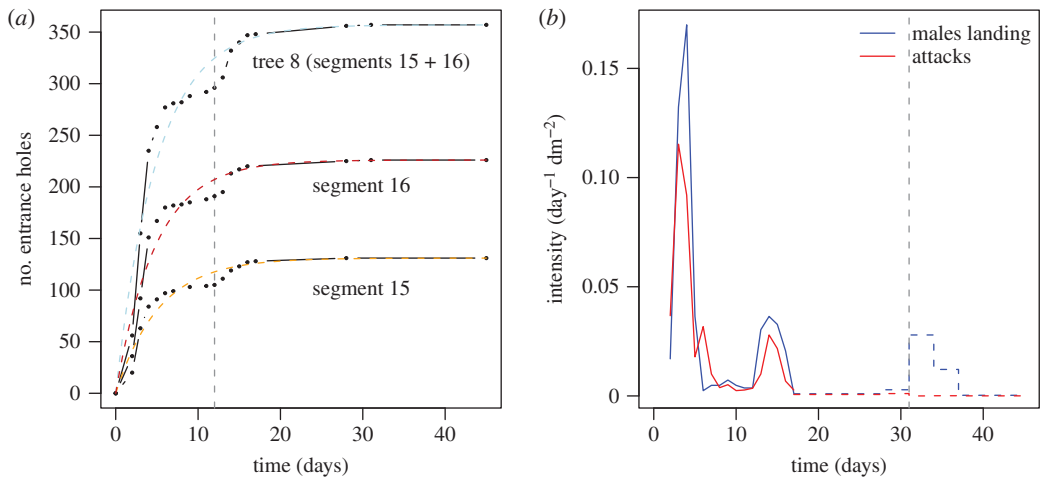 (a)
350
300
250
200
150
100
50
0
no. entrance holes
tree 8 (segments 15 + 16)
segment 16
segment 15
0 10 20 30 40
time (days)
(b)
males landing
attacks
0.15
0.10
0.05
0
intensity (day⁻¹ dm⁻²)
0 10 20 30 40
time (days)